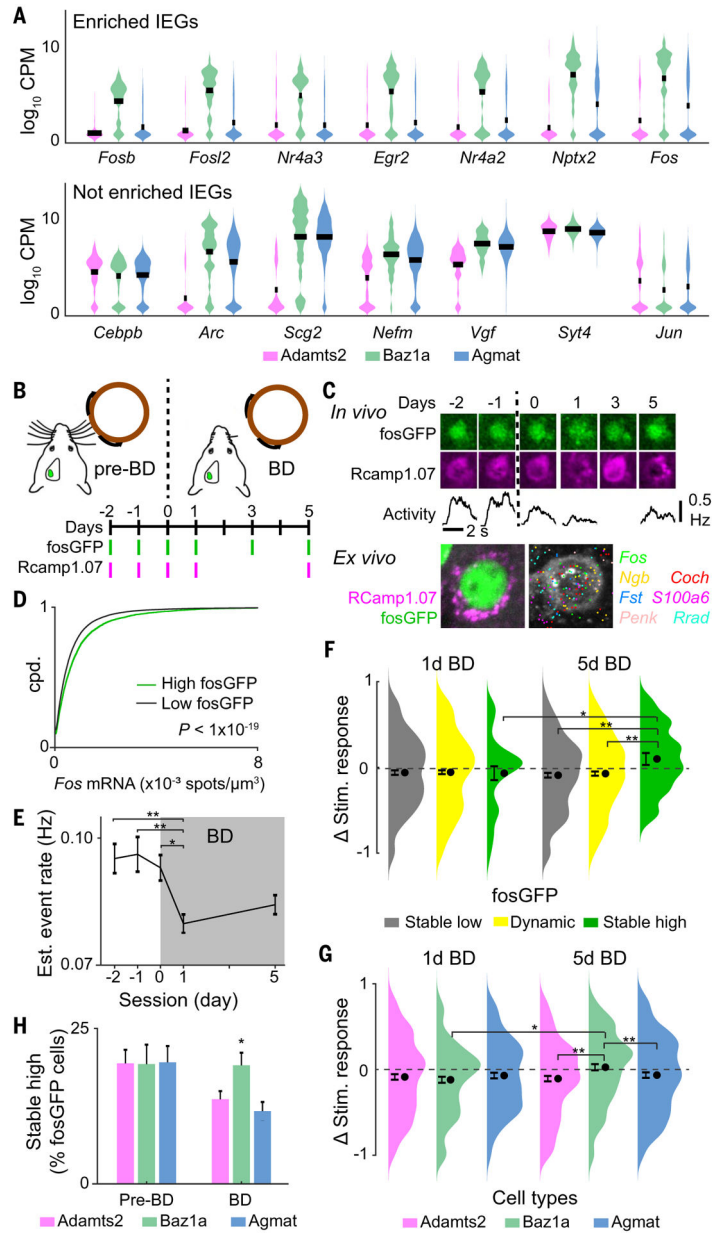 A
Enriched IEGs
log10 CPM
10
0
Fosb Fosl2 Nr4a3 Egr2 Nr4a2 Nptx2 Fos
Not enriched IEGs
log10 CPM
10
0
Cebpb Arc Scg2 Nefm Vgf Syt4 Jun
Adamts2 Baz1a Agmat
B
pre-BD BD
-2 -1 0 1 5
Days
fosGFP
Rcamp1.07
C
Days -2 -1 0 1 3 5
In vivo
fosGFP
Rcamp1.07
Activity
2 s
0.5
Hz
Ex vivo
RCamp1.07
fosGFP
Fos
Ngb Coch
Fst S100a6
Penk Rrad
D
cpd.
1
0
High fosGFP
Low fosGFP
P < 1x10⁻¹⁹
0 8
Fos mRNA (x10⁻³ spots/µm³)
E
Est. event rate (Hz)
0.10
0.07
**
**
*
BD
-2 -1 0 1 5
Session (day)
F
1d BD 5d BD
Δ Stim. response
1
0
-1
*
**
**
fosGFP
Stable low Dynamic Stable high
G
1d BD 5d BD
Δ Stim. response
1
0
-1
*
**
**
Cell types
Adamts2 Baz1a Agmat
H
Stable high
(% fosGFP cells)
25
0
*
Pre-BD BD
Adamts2 Baz1a Agmat